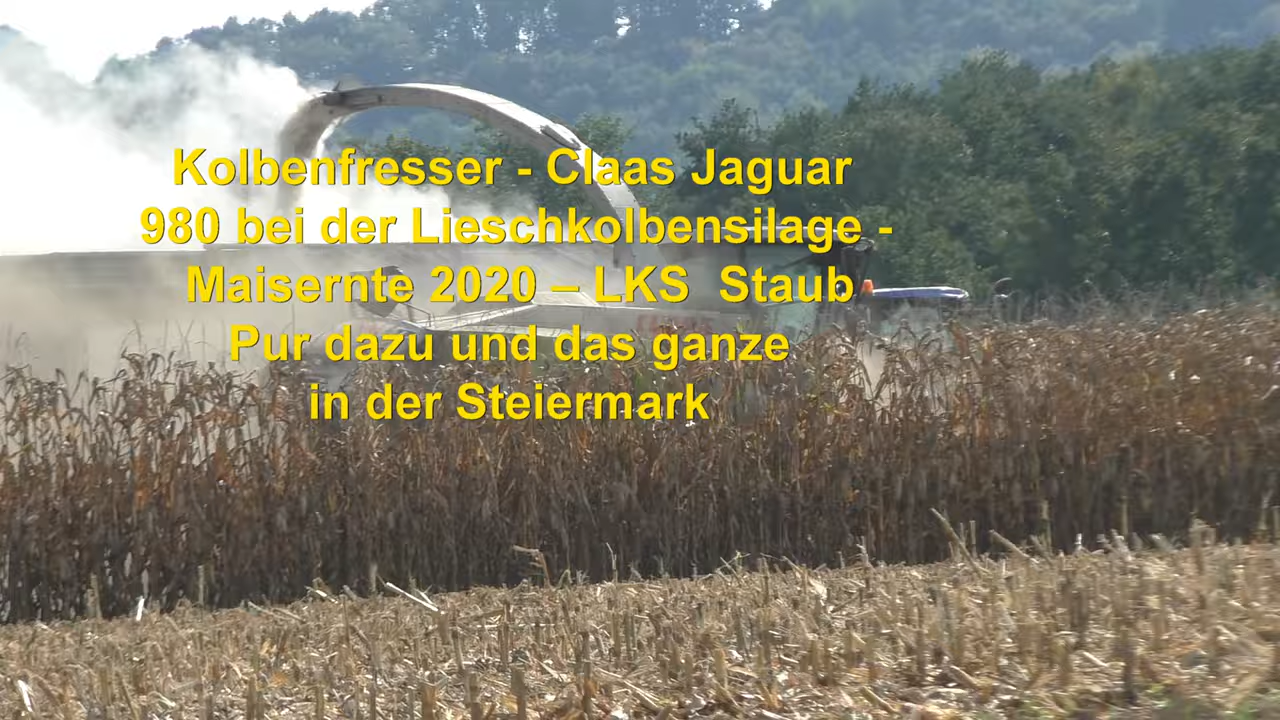 Kolbenfresser - Claas Jaguar
980 bei der Lieschkolbensilage -
Maisernte 2020 – LKS  Staub
Pur dazu und das ganze
in der Steiermark